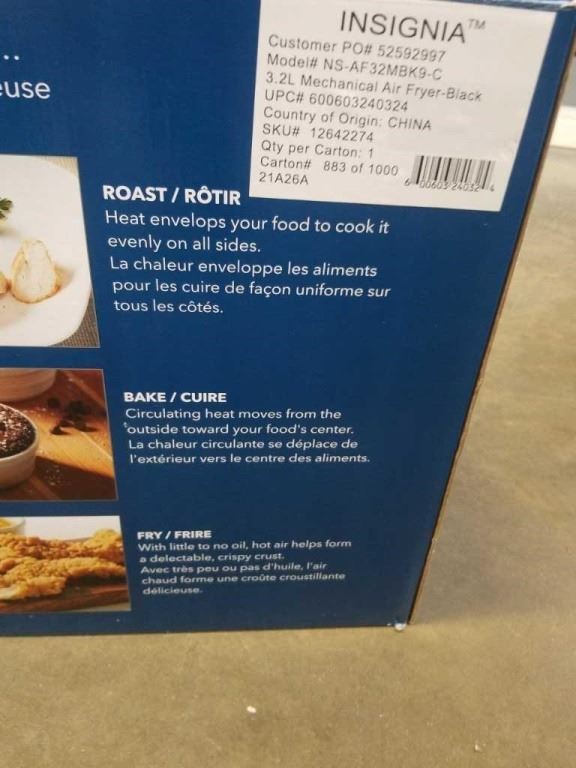 INSIGNIA™
Customer PO# 52592997
Model# NS-AF32MBK9-C
3.2L Mechanical Air Fryer-Black
UPC# 600603240324
Country of Origin: CHINA
SKU# 12642274
Qty per Carton: 1
Carton# 883 of 1000
21A26A
6 00603 24032 4
...
ROAST / RÔTIR
Heat envelops your food to cook it
evenly on all sides.
La chaleur enveloppe les aliments
pour les cuire de façon uniforme sur
tous les côtés.
BAKE / CUIRE
Circulating heat moves from the
outside toward your food's center.
La chaleur circulante se déplace de
l'extérieur vers le centre des aliments.
FRY / FRIRE
With little to no oil, hot air helps form
a delectable, crispy crust.
Avec très peu ou pas d'huile, l'air
chaud forme une croûte croustillante
délicieuse.